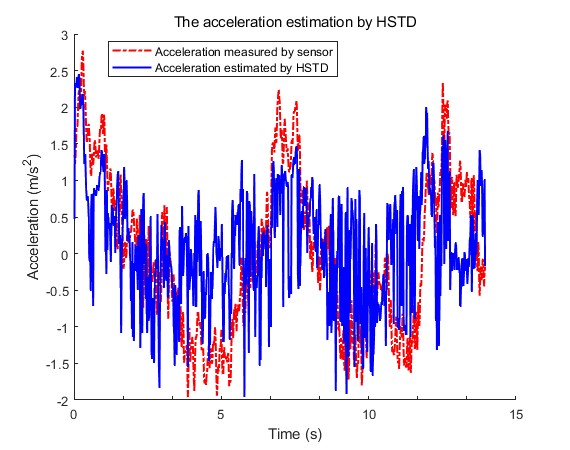 The acceleration estimation by HSTD
Acceleration measured by sensor
Acceleration estimated by HSTD
Acceleration (m/s²)
3
2.5
2
1.5
1
0.5
0
-0.5
-1
-1.5
-2
0 5 10 15
Time (s)